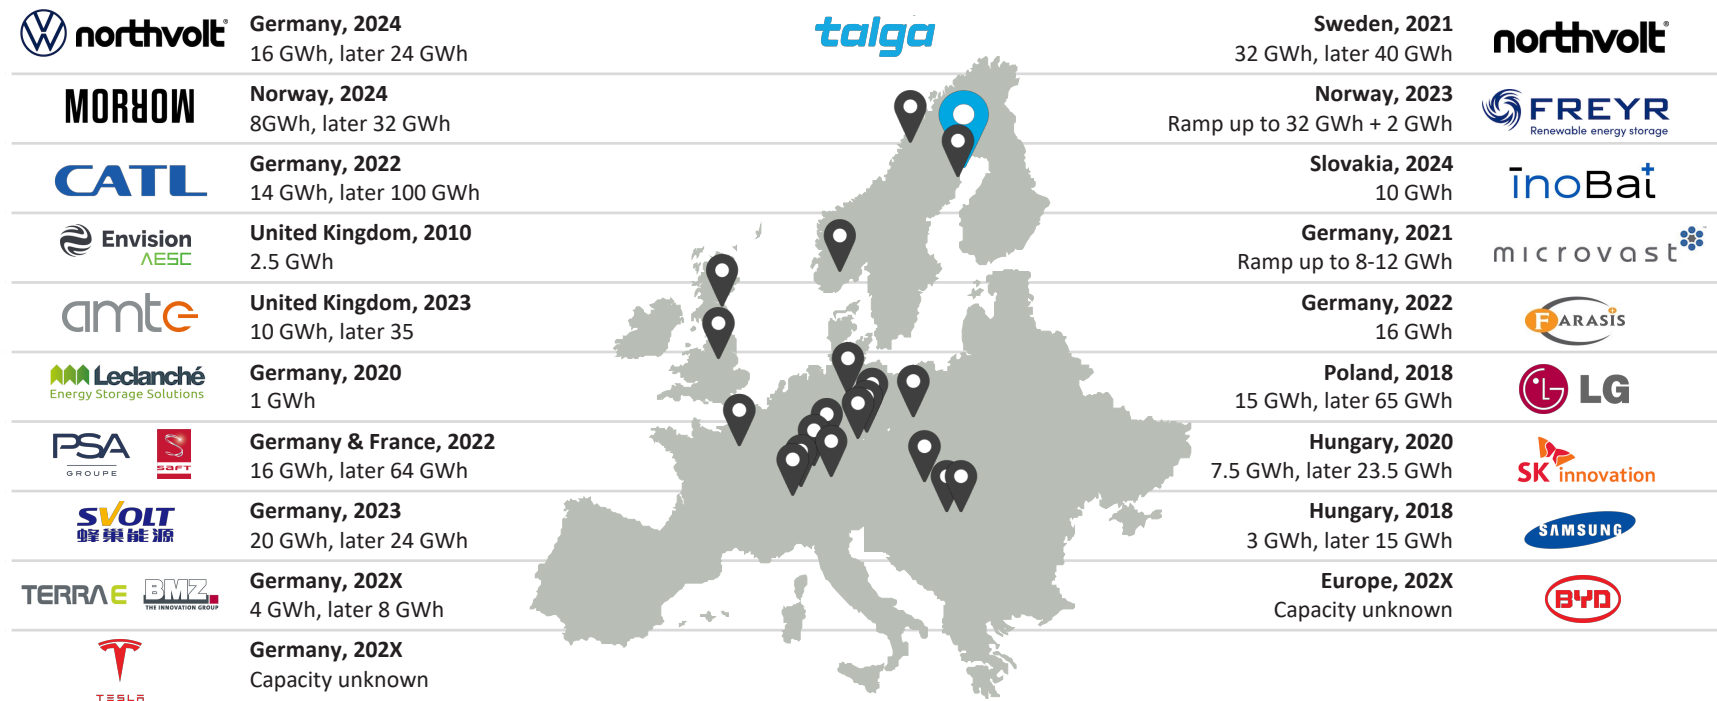 northvolt
Germany, 2024
16 GWh, later 24 GWh
MORROW
Norway, 2024
8GWh, later 32 GWh
CATL
Germany, 2022
14 GWh, later 100 GWh
Envision
AESC
United Kingdom, 2010
2.5 GWh
amte
United Kingdom, 2023
10 GWh, later 35
Leclanché
Energy Storage Solutions
Germany, 2020
1 GWh
PSA
GROUPE
SAFT
Germany & France, 2022
16 GWh, later 64 GWh
SVOLT
蜂巢能源
Germany, 2023
20 GWh, later 24 GWh
TERRA E
BMZ
THE INNOVATION GROUP
Germany, 202X
4 GWh, later 8 GWh
TESLA
Germany, 202X
Capacity unknown
talga
Sweden, 2021
32 GWh, later 40 GWh
northvolt
Norway, 2023
Ramp up to 32 GWh + 2 GWh
FREYR
Renewable energy storage
Slovakia, 2024
10 GWh
InoBat
Germany, 2021
Ramp up to 8-12 GWh
microvast
Germany, 2022
16 GWh
FARASIS
Poland, 2018
15 GWh, later 65 GWh
LG
Hungary, 2020
7.5 GWh, later 23.5 GWh
SK innovation
Hungary, 2018
3 GWh, later 15 GWh
SAMSUNG
Europe, 202X
Capacity unknown
BYD